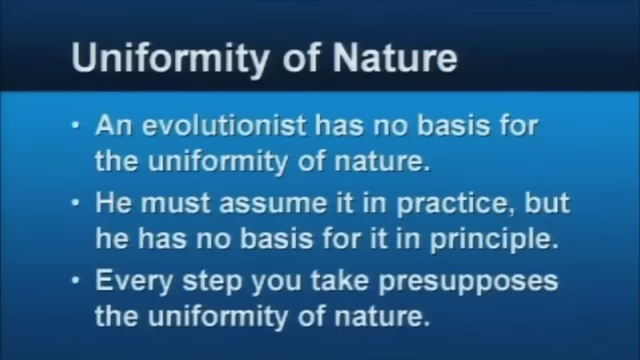 Uniformity of Nature
• An evolutionist has no basis for
the uniformity of nature.
• He must assume it in practice, but
he has no basis for it in principle.
• Every step you take presupposes
the uniformity of nature.